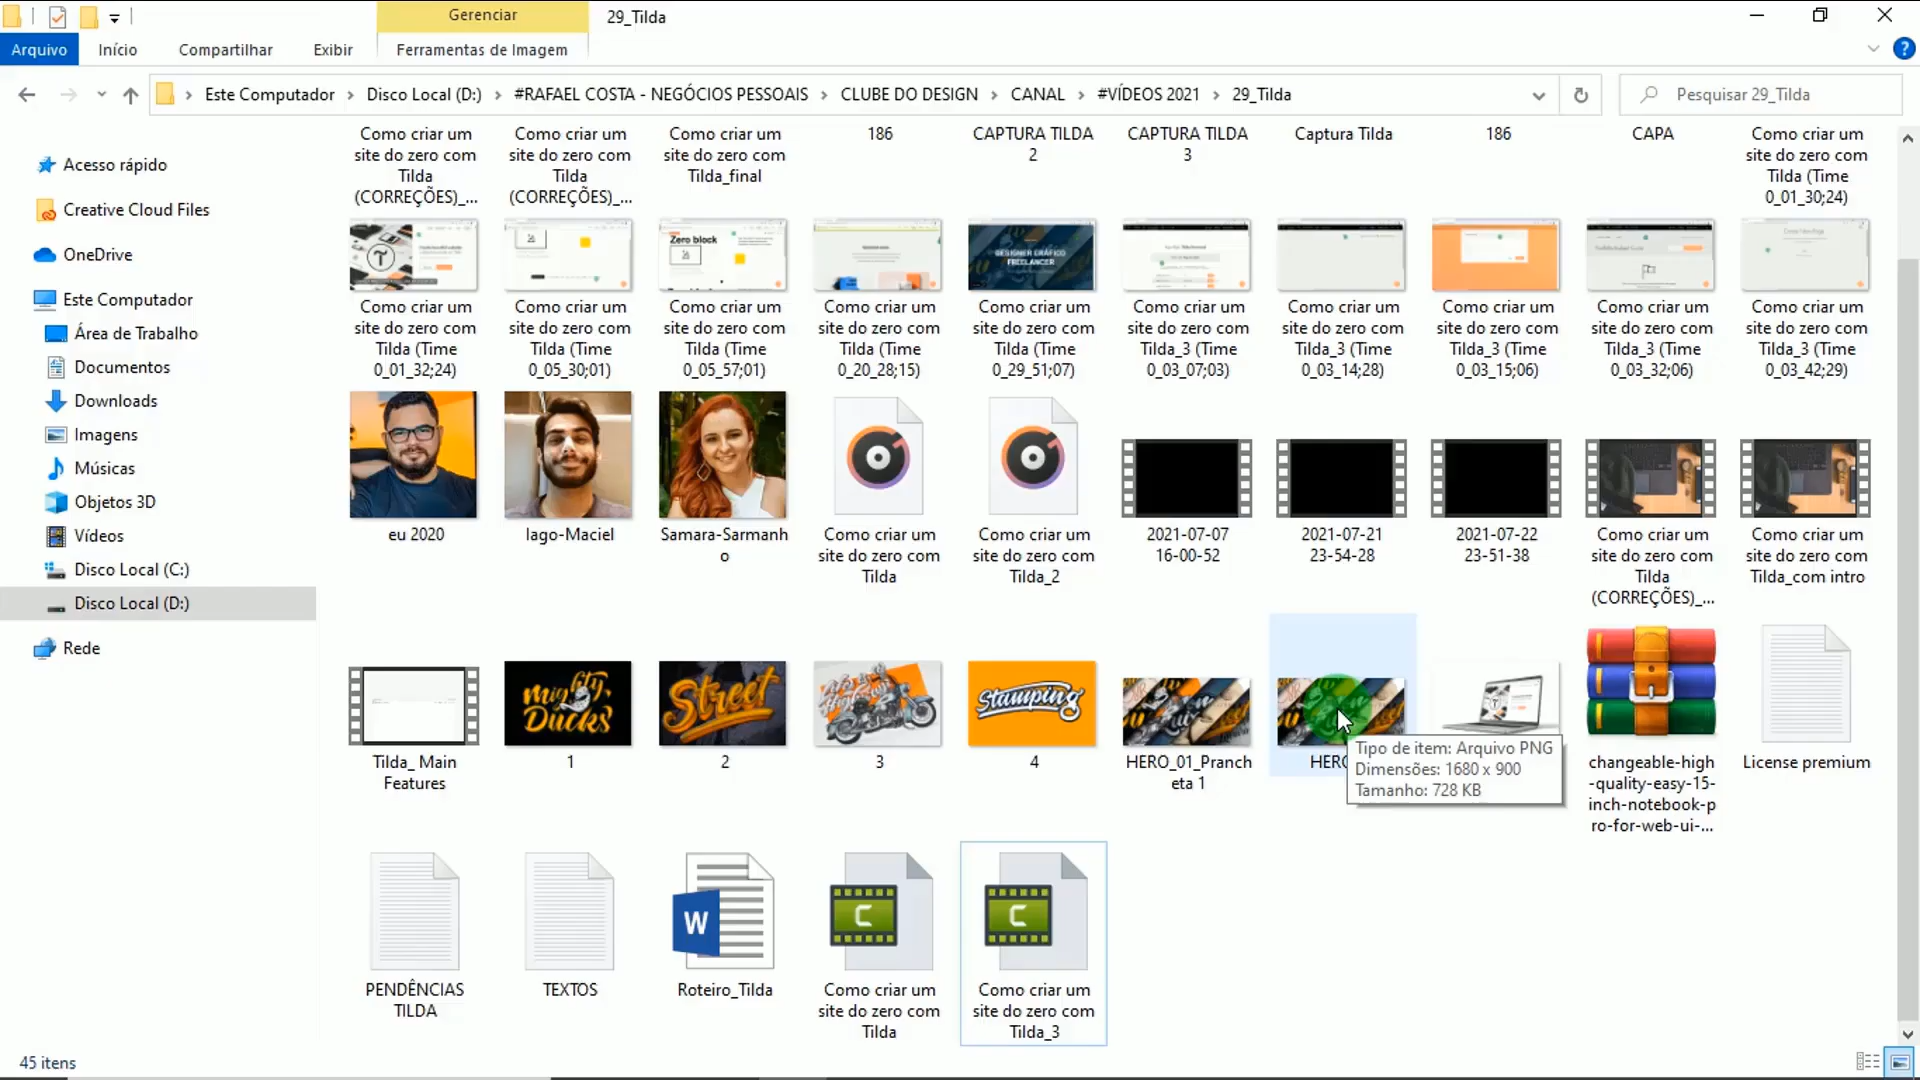 Gerenciar
29_Tilda
Arquivo
Início
Compartilhar
Exibir
Ferramentas de Imagem
Este Computador
Disco Local (D:)
#RAFAEL COSTA - NEGÓCIOS PESSOAIS
CLUBE DO DESIGN
CANAL
#VÍDEOS 2021
29_Tilda
Pesquisar 29_Tilda
Acesso rápido
Creative Cloud Files
OneDrive
Este Computador
Área de Trabalho
Documentos
Downloads
Imagens
Músicas
Objetos 3D
Vídeos
Disco Local (C:)
Disco Local (D:)
Rede
Como criar um
site do zero com
Tilda
(CORREÇÕES)_...
Como criar um
site do zero com
Tilda
(CORREÇÕES)_...
Como criar um
site do zero com
Tilda_final
186
CAPTURA TILDA
2
CAPTURA TILDA
3
Captura Tilda
186
CAPA
Como criar um
site do zero com
Tilda (Time
0_01_30;24)
Zero block
DESIGNER GRÁFICO
FREELANCER
Como criar um
site do zero com
Tilda (Time
0_01_32;24)
Como criar um
site do zero com
Tilda (Time
0_05_30;01)
Como criar um
site do zero com
Tilda (Time
0_05_57;01)
Como criar um
site do zero com
Tilda (Time
0_20_28;15)
Como criar um
site do zero com
Tilda (Time
0_29_51;07)
Como criar um
site do zero com
Tilda_3 (Time
0_03_07;03)
Como criar um
site do zero com
Tilda_3 (Time
0_03_14;28)
Como criar um
site do zero com
Tilda_3 (Time
0_03_15;06)
Como criar um
site do zero com
Tilda_3 (Time
0_03_32;06)
Como criar um
site do zero com
Tilda_3 (Time
0_03_42;29)
eu 2020
Iago-Maciel
Samara-Sarmanh
o
Como criar um
site do zero com
Tilda
Como criar um
site do zero com
Tilda_2
2021-07-07
16-00-52
2021-07-21
23-54-28
2021-07-22
23-51-38
Como criar um
site do zero com
Tilda
(CORREÇÕES)_...
Como criar um
site do zero com
Tilda_com intro
mighty
Ducks
Street
Stamping
Tilda_ Main
Features
1
2
3
4
HERO_01_Pranch
eta 1
HERO
Tipo de item: Arquivo PNG
Dimensões: 1680 x 900
Tamanho: 728 KB
changeable-high
-quality-easy-15-
inch-notebook-p
ro-for-web-ui-...
License premium
W
C
C
PENDÊNCIAS
TILDA
TEXTOS
Roteiro_Tilda
Como criar um
site do zero com
Tilda
Como criar um
site do zero com
Tilda_3
45 itens